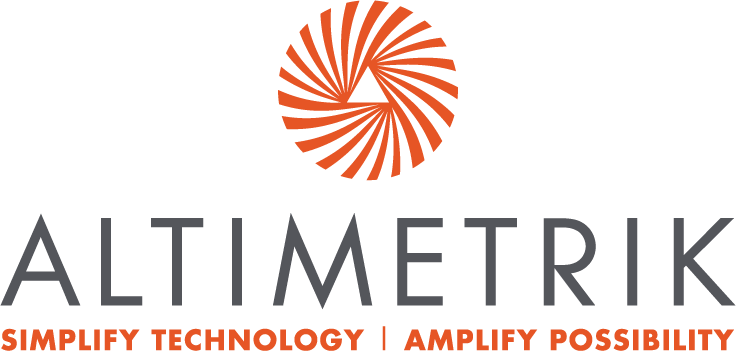 ALTIMETRIK
SIMPLIFY TECHNOLOGY | AMPLIFY POSSIBILITY